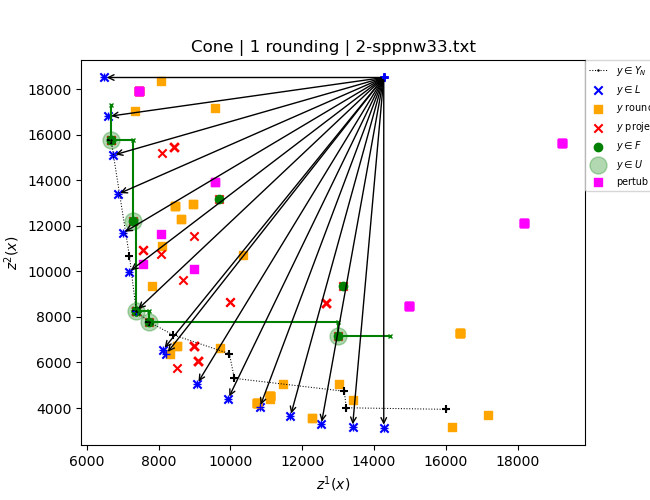 Cone | 1 rounding | 2-sppnw33.txt
18000
16000
14000
12000
10000
8000
6000
4000
z²(x)
6000
8000
10000
12000
14000
16000
18000
z¹(x)
y ∈ Y_N
y ∈ L
y roun
y proje
y ∈ F
y ∈ U
pertub